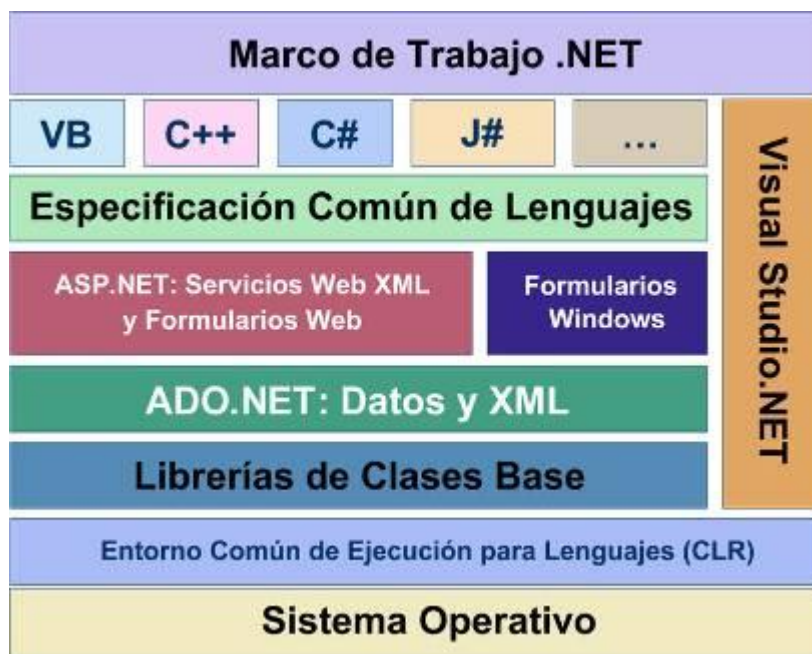 Marco de Trabajo .NET
VB
C++
C#
J#
...
Visual Studio.NET
Especificación Común de Lenguajes
ASP.NET: Servicios Web XML
y Formularios Web
Formularios
Windows
ADO.NET: Datos y XML
Librerías de Clases Base
Entorno Común de Ejecución para Lenguajes (CLR)
Sistema Operativo